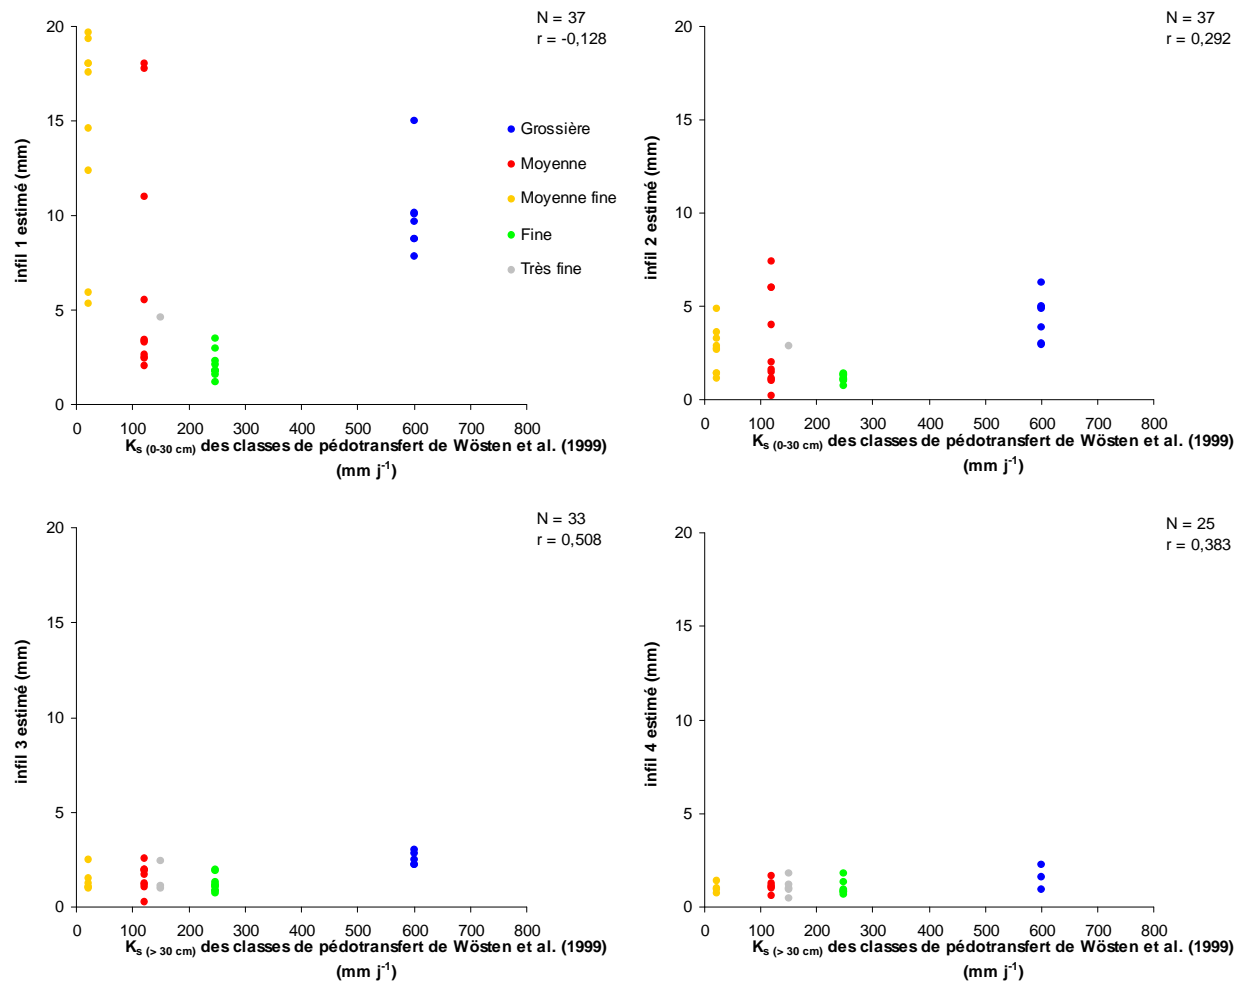 N = 37
r = -0,128
20
15
10
5
0
infil 1 estimé (mm)
Grossière
Moyenne
Moyenne fine
Fine
Très fine
0 100 200 300 400 500 600 700 800
Ks (0-30 cm) des classes de pédotransfert de Wösten et al. (1999)
(mm j-1)
N = 37
r = 0,292
20
15
10
5
0
infil 2 estimé (mm)
0 100 200 300 400 500 600 700 800
Ks (0-30 cm) des classes de pédotransfert de Wösten et al. (1999)
(mm j-1)
N = 33
r = 0,508
20
15
10
5
0
infil 3 estimé (mm)
0 100 200 300 400 500 600 700 800
Ks (> 30 cm) des classes de pédotransfert de Wösten et al. (1999)
(mm j-1)
N = 25
r = 0,383
20
15
10
5
0
infil 4 estimé (mm)
0 100 200 300 400 500 600 700 800
Ks (> 30 cm) des classes de pédotransfert de Wösten et al. (1999)
(mm j-1)